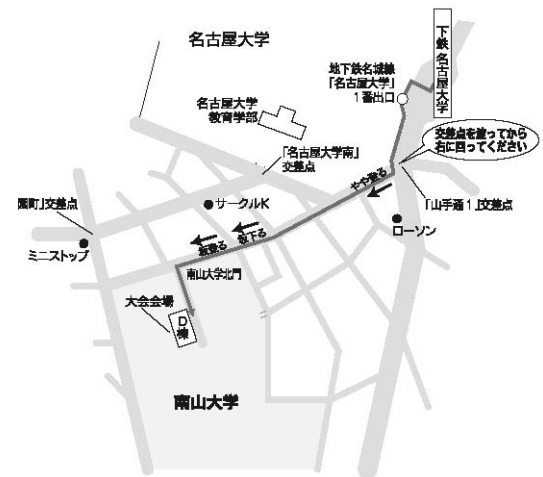 名古屋大学
地下鉄名城線
「名古屋大学」
1番出口
下鉄 名古屋大学
名古屋大学
教育学部
交差点を渡ってから
右に回ってください
「名古屋大学南」
交差点
やや登る
「山手通1」交差点
サークルK
ローソン
園町」交差点
ミニストップ
坂登る
坂下る
南山大学北門
大会会場
D棟
南山大学